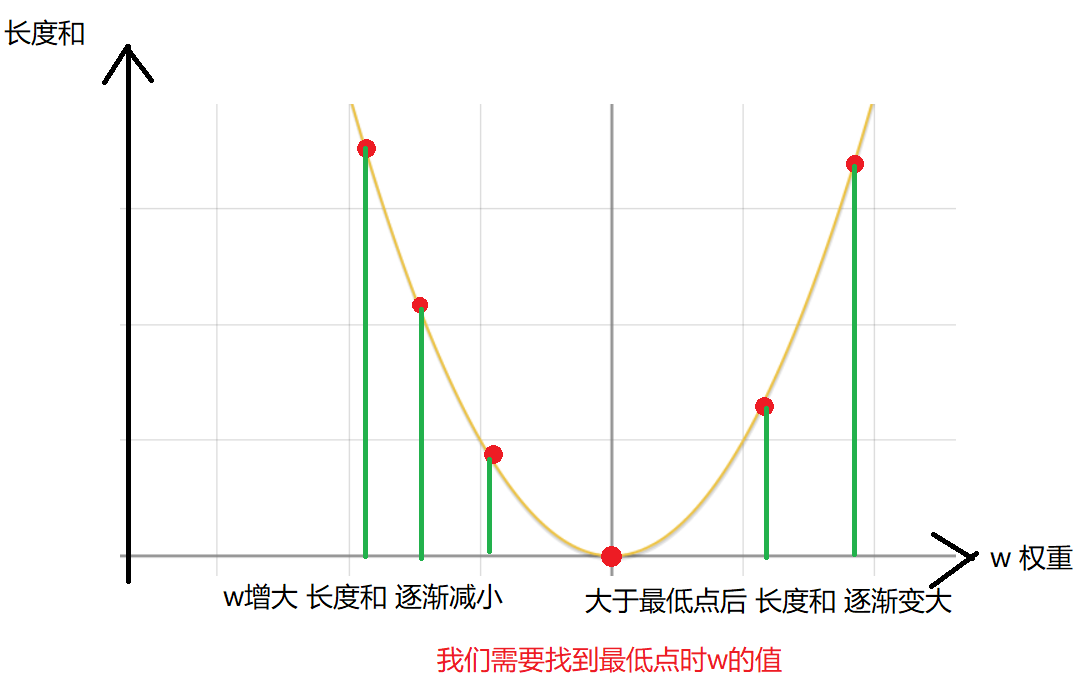 长度和
w 权重
w增大 长度和 逐渐减小
大于最低点后 长度和 逐渐变大
我们需要找到最低点时w的值